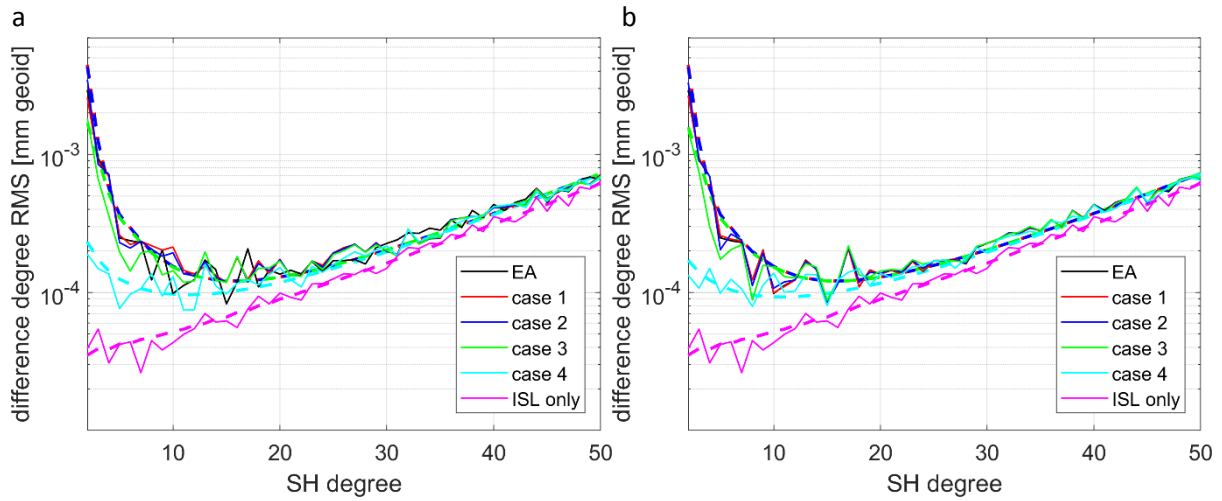 a
difference degree RMS [mm geoid]
10^-3
10^-4
10
20
30
40
50
SH degree
EA
case 1
case 2
case 3
case 4
ISL only
b
difference degree RMS [mm geoid]
10^-3
10^-4
10
20
30
40
50
SH degree
EA
case 1
case 2
case 3
case 4
ISL only